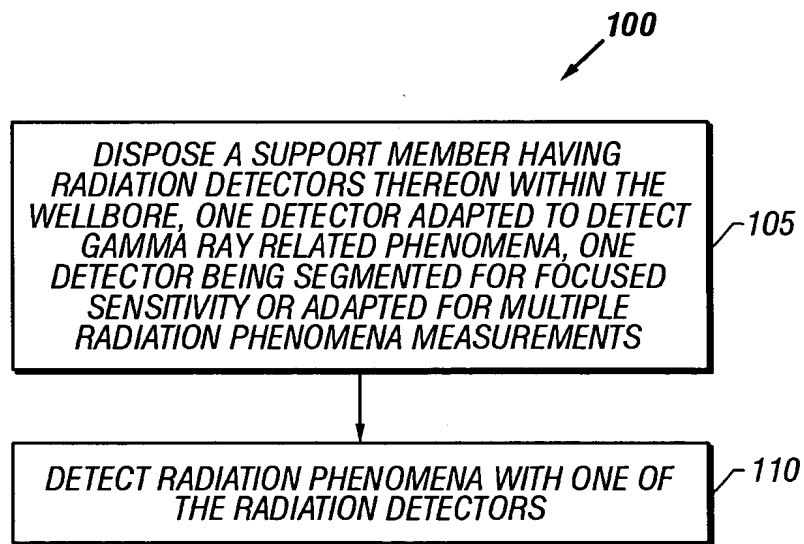 100
DISPOSE A SUPPORT MEMBER HAVING
RADIATION DETECTORS THEREON WITHIN THE
WELLBORE, ONE DETECTOR ADAPTED TO DETECT
GAMMA RAY RELATED PHENOMENA, ONE
DETECTOR BEING SEGMENTED FOR FOCUSED
SENSITIVITY OR ADAPTED FOR MULTIPLE
RADIATION PHENOMENA MEASUREMENTS
105
DETECT RADIATION PHENOMENA WITH ONE OF
THE RADIATION DETECTORS
110